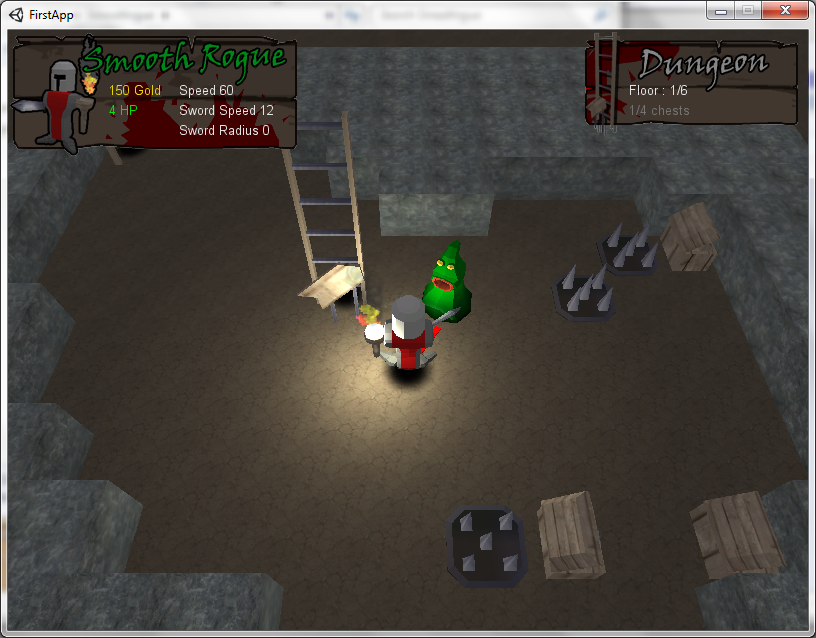 FirstApp
Smooth Rogue
150 Gold Speed 60
4 HP Sword Speed 12
Sword Radius 0
Dungeon
Floor : 1/6
1/4 chests